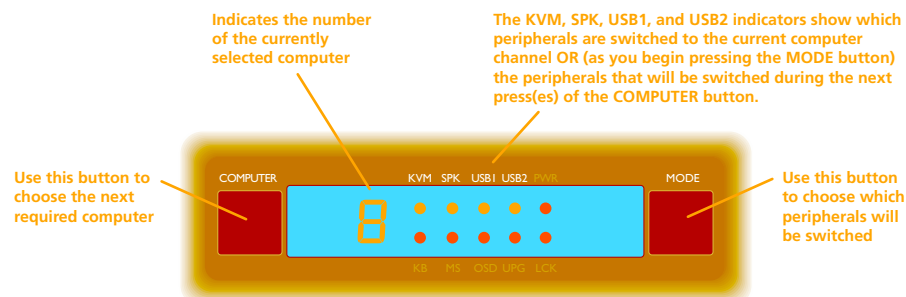 Indicates the number
of the currently
selected computer
The KVM, SPK, USB1, and USB2 indicators show which
peripherals are switched to the current computer
channel OR (as you begin pressing the MODE button)
the peripherals that will be switched during the next
press(es) of the COMPUTER button.
Use this button to
choose the next
required computer
COMPUTER
KVM SPK USB1 USB2 PWR
MODE
8
KB MS OSD UPG LCK
Use this button
to choose which
peripherals will
be switched